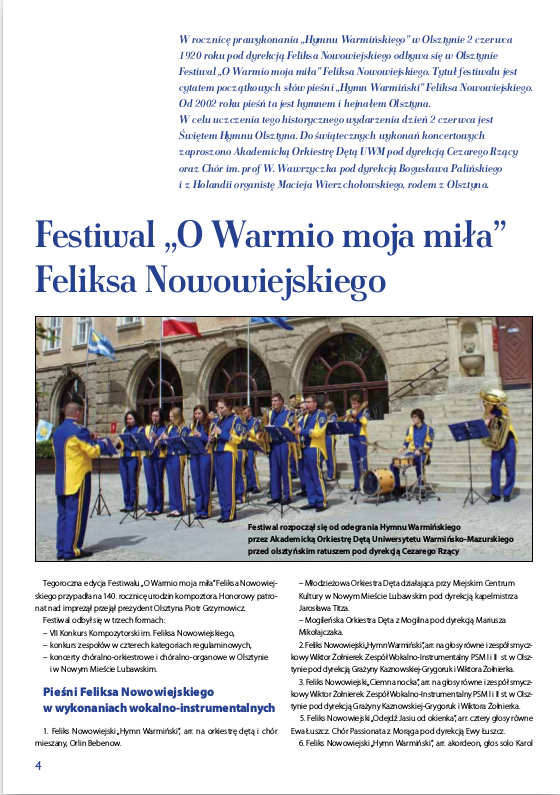 W rocznicę prawykonania „Hymnu Warmińskiego” w Olsztynie 2 czerwca
1920 roku pod dyrekcją Feliksa Nowowiejskiego odbywa się w Olsztynie
Festiwal „O Warmio moja miła” Feliksa Nowowiejskiego. Tytuł festiwalu jest
cytatem początkowych słów pieśni „Hymn Warmiński” Feliksa Nowowiejskiego.
Od 2002 roku pieśń ta jest hymnem i hejnałem Olsztyna.
W celu uczczenia tego historycznego wydarzenia dzień 2 czerwca jest
Świętem Hymnu Olsztyna. Do świątecznych wykonań koncertowych
zaproszono Akademicką Orkiestrę Dętą UWM pod dyrekcją Cezarego Rzący
oraz Chór im. prof W. Wawrzyczka pod dyrekcją Bogusława Palińskiego
i z Holandii organistę Macieja Wierzchołowskiego, rodem z Olsztyna.
Festiwal „O Warmio moja miła”
Feliksa Nowowiejskiego
Festiwal rozpoczął się od odegrania Hymnu Warmińskiego
przez Akademicką Orkiestrę Dętą Uniwersytetu Warmińsko-Mazurskiego
przed olsztyńskim ratuszem pod dyrekcją Cezarego Rzący
Tegoroczna edycja Festiwalu „O Warmio moja miła” Feliksa Nowowiej-
skiego przypadła na 140. rocznicę urodzin kompoztora. Honorowy patro-
nat nad imprezą przejął prezydent Olsztyna Piotr Grzymowicz.
Festiwal odbył się w trzech formach:
– VII Konkurs Kompozytorski im. Feliksa Nowowiejskiego,
– konkurs zespołów w czterech kategoriach regulaminowych,
– koncerty chóralno-orkiestrowe i chóralno-organowe w Olsztynie
i w Nowym Mieście Lubawskim.
Pieśni Feliksa Nowowiejskiego
w wykonaniach wokalno-instrumentalnych
1. Feliks Nowowiejski „Hymn Warmiński”, arr. na orkiestrę dętą i chór
mieszany, Orlin Bebenow.
– Młodzieżowa Orkiestra Dęta działająca przy Miejskim Centrum
Kultury w Nowym Mieście Lubawskim pod dyrekcją kapelmistrza
Jarosława Titza.
– Mogileńska Orkiestra Dęta z Mogilna pod dyrekcją Mariusza
Mikołajczaka.
2. Feliks Nowowiejski „Hymn Warmiński”, arr. na głosy równe i zespół smycz-
kowy Wiktor Żołnierek Zespół Wokalno-Instrumentalny PSM I i II st. w Olsz-
tynie pod dyrekcją Grażyny Kaznowskiej-Grygoruk i Wiktora Żołnierka.
3. Feliks Nowowiejski „Ciemna nocka”, arr. na głosy równe i zespół smycz-
kowy Wiktor Żołnierek Zespół Wokalno-Instrumentalny PSM I i II st. w Olsz-
tynie pod dyrekcją Grażyny Kaznowskiej-Grygoruk i Wiktora Żołnierka.
5. Feliks Nowowiejski „Odejdź Jasiu od okienka”, arr. cztery głosy równe
Ewa Łuszcz. Chór Passionata z Morąga pod dyrekcją Ewy Łuszcz.
6. Feliks Nowowiejski „Hymn Warmiński”, arr. akordeon, głos solo Karol
4